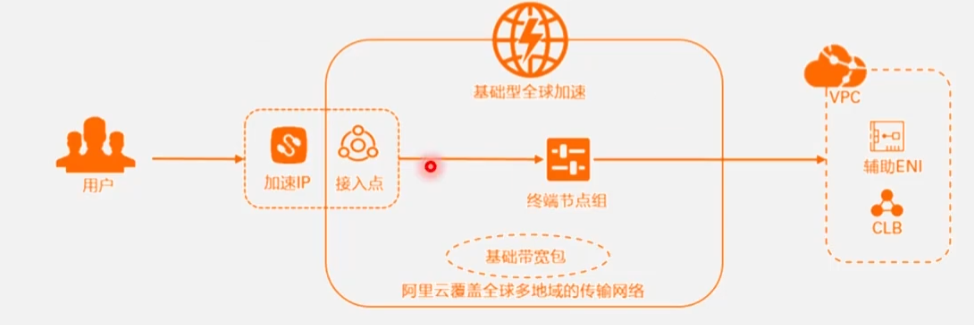 基础型全球加速
VPC
用户
加速IP
接入点
终端节点组
辅助ENI
CLB
基础带宽包
阿里云覆盖全球多地域的传输网络